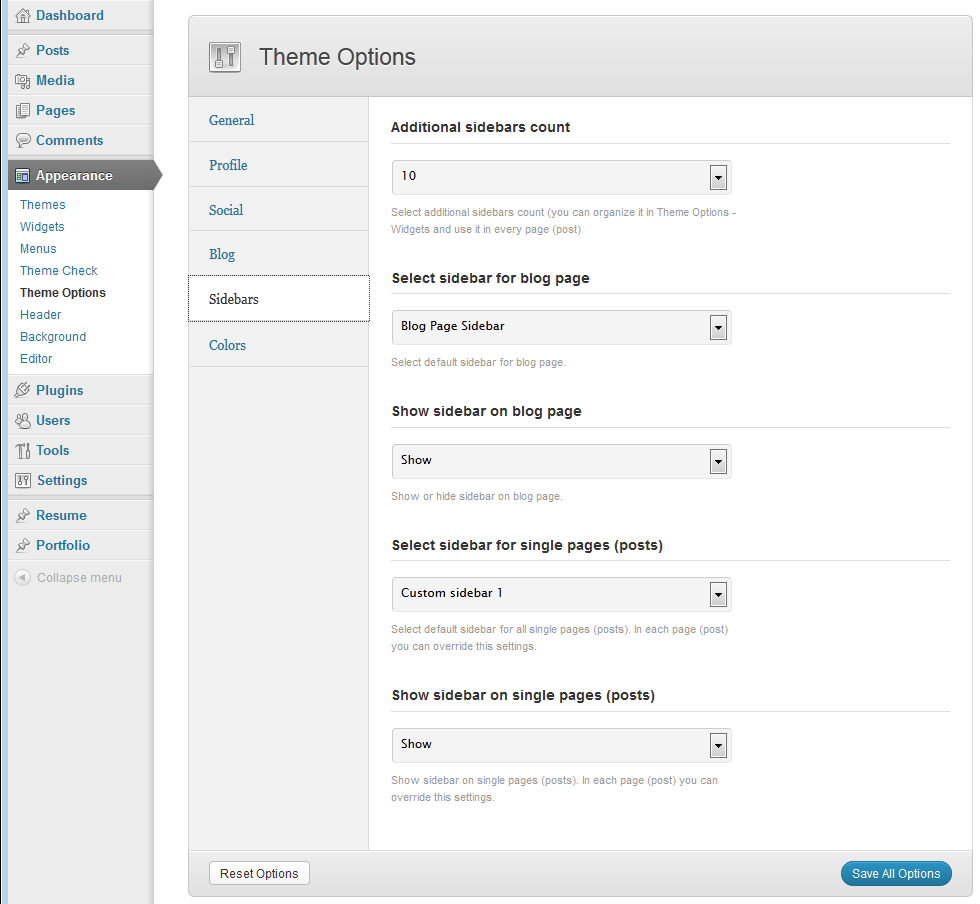 Dashboard
Posts
Media
Pages
Comments
Appearance
Themes
Widgets
Menus
Theme Check
Theme Options
Header
Background
Editor
Plugins
Users
Tools
Settings
Resume
Portfolio
Collapse menu
Theme Options
General
Profile
Social
Blog
Sidebars
Colors
Additional sidebars count
10
Select additional sidebars count (you can organize it in Theme Options -
Widgets and use it in every page (post)
Select sidebar for blog page
Blog Page Sidebar
Select default sidebar for blog page.
Show sidebar on blog page
Show
Show or hide sidebar on blog page.
Select sidebar for single pages (posts)
Custom sidebar 1
Select default sidebar for all single pages (posts). In each page (post)
you can override this settings.
Show sidebar on single pages (posts)
Show
Show sidebar on single pages (posts). In each page (post) you can
override this settings.
Reset Options
Save All Options